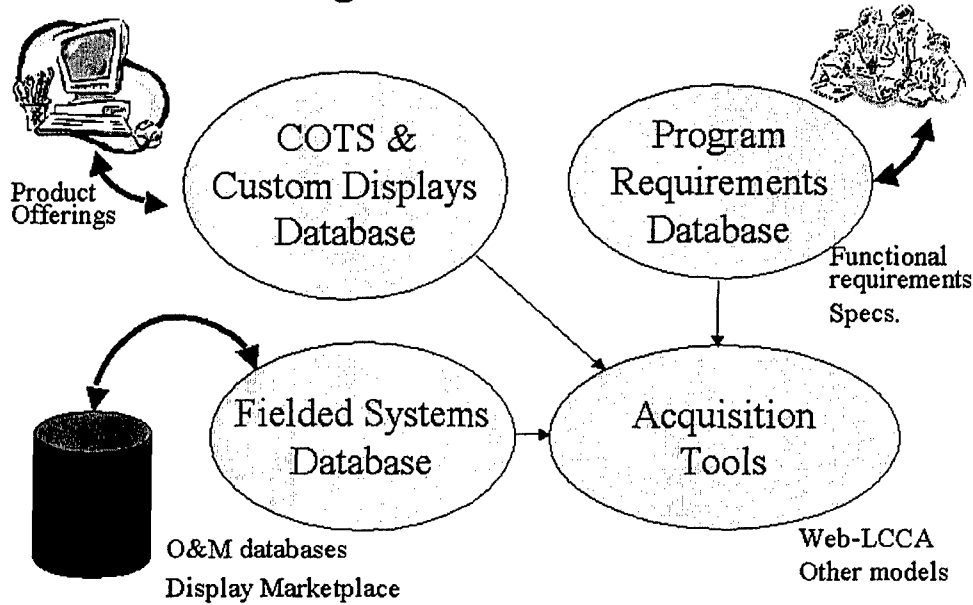 COTS &
Custom Displays
Database
Program
Requirements
Database
Product
Offerings
Functional
requirements
Specs.
Fielded Systems
Database
Acquisition
Tools
O&M databases
Display Marketplace
Web-LCCA
Other models